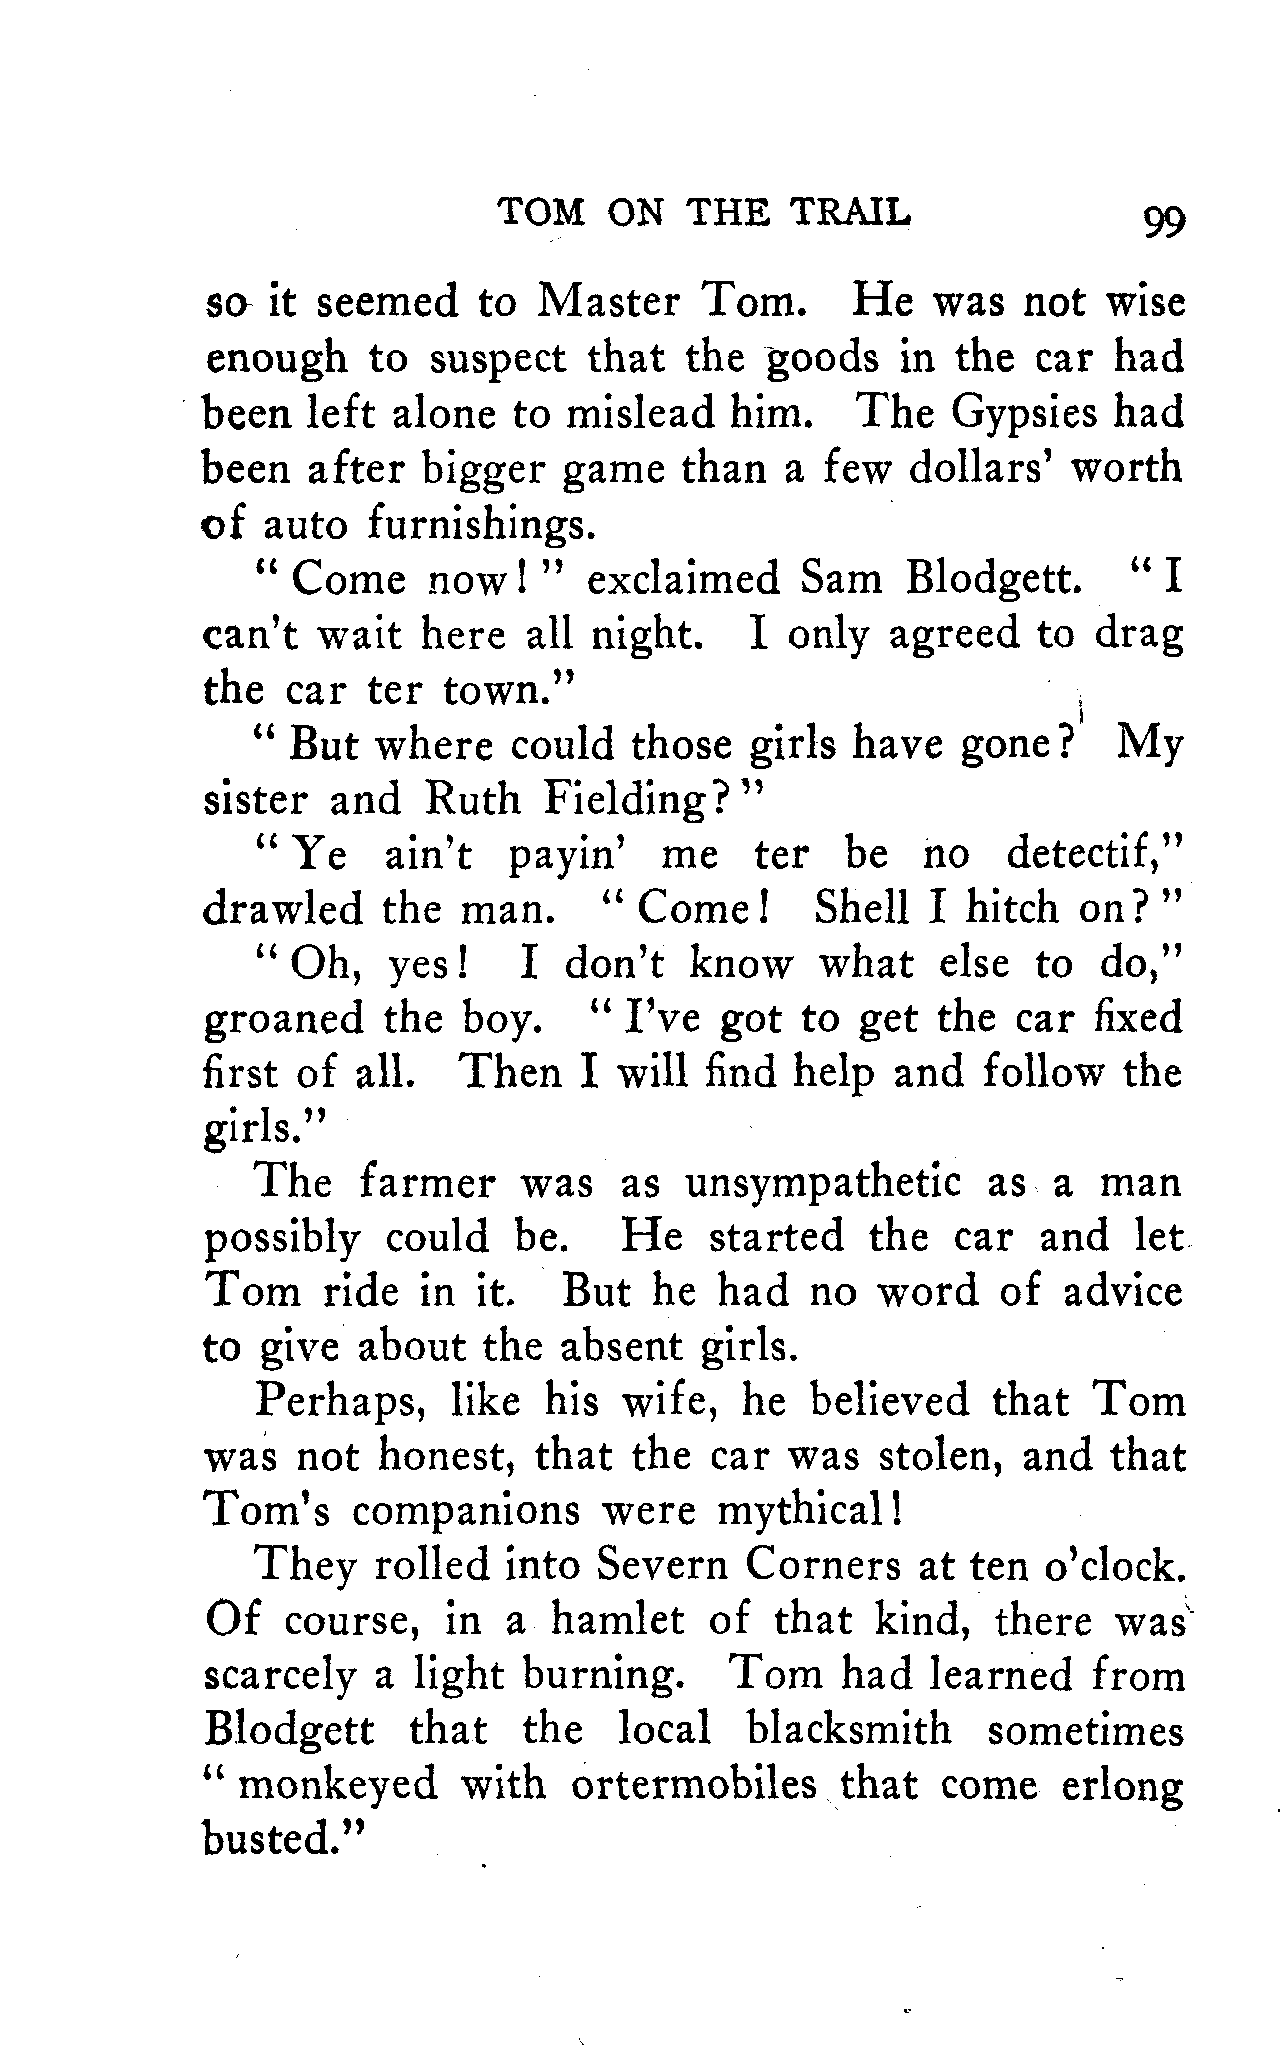 TOM ON THE TRAIL 99
so it seemed to Master Tom. He was not wise
enough to suspect that the goods in the car had
been left alone to mislead him. The Gypsies had
been after bigger game than a few dollars' worth
of auto furnishings.
" Come now! " exclaimed Sam Blodgett. " I
can't wait here all night. I only agreed to drag
the car ter town."
" But where could those girls have gone? My
sister and Ruth Fielding? "
" Ye ain't payin' me ter be no detectif,"
drawled the man. " Come! Shell I hitch on? "
" Oh, yes! I don't know what else to do,"
groaned the boy. " I've got to get the car fixed
first of all. Then I will find help and follow the
girls."
The farmer was as unsympathetic as a man
possibly could be. He started the car and let
Tom ride in it. But he had no word of advice
to give about the absent girls.
Perhaps, like his wife, he believed that Tom
was not honest, that the car was stolen, and that
Tom's companions were mythical!
They rolled into Severn Corners at ten o'clock.
Of course, in a hamlet of that kind, there was
scarcely a light burning. Tom had learned from
Blodgett that the local blacksmith sometimes
" monkeyed with ortermobiles that come erlong
busted."